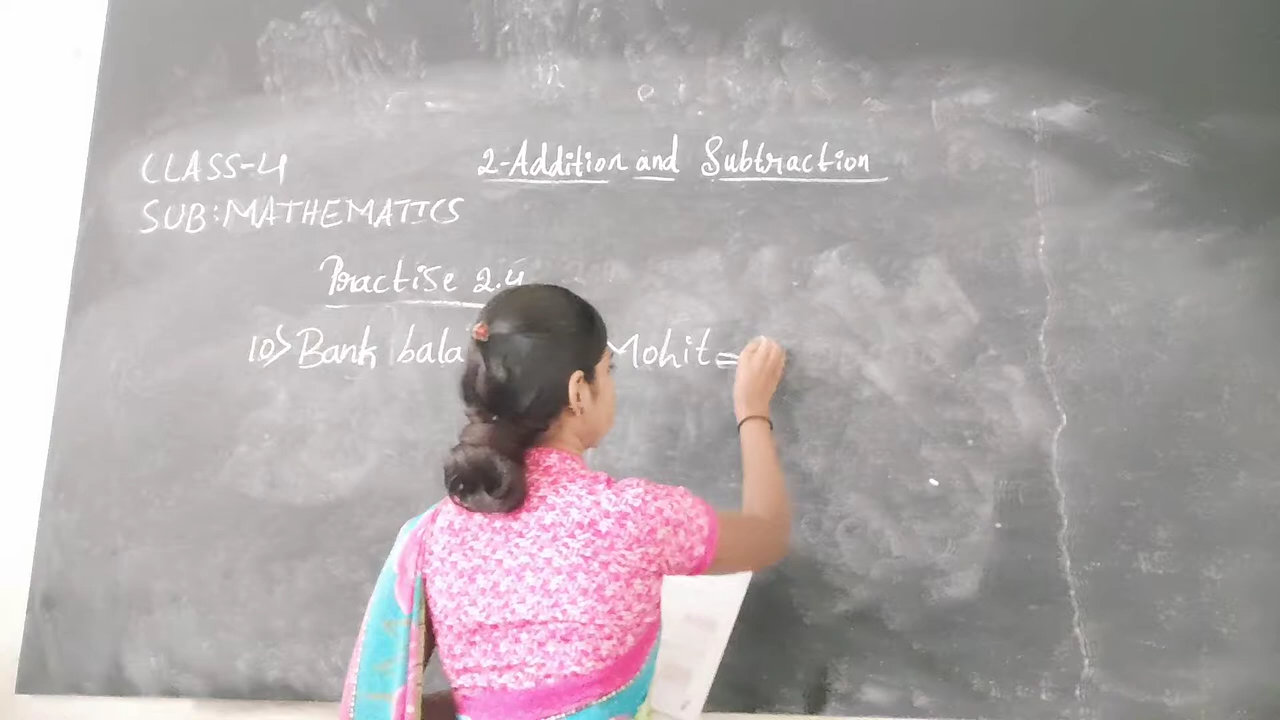 CLASS-4
2-Addition and Subtraction
SUB:MATHEMATICS
Practise 2.4
10> Bank bala Mohit=